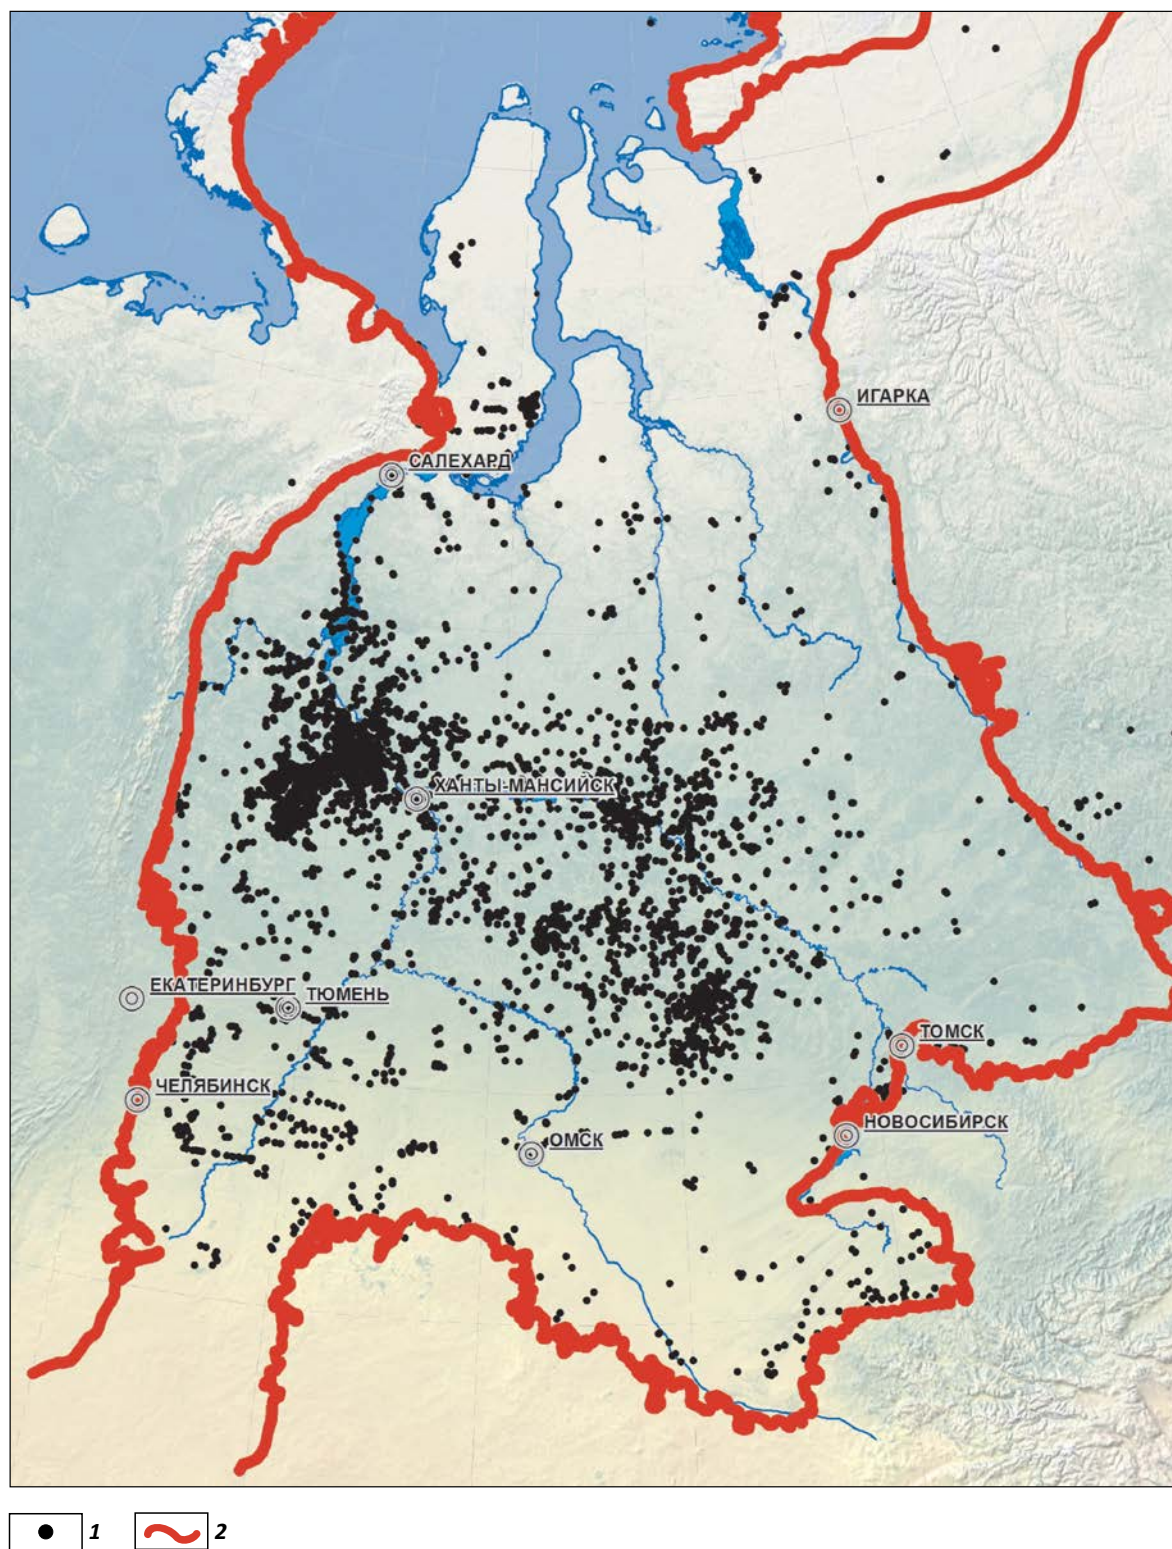 ИГАРКА
САЛЕХАРД
ХАНТЫ-МАНСИЙСК
ЕКАТЕРИНБУРГ
ТЮМЕНЬ
ТОМСК
ЧЕЛЯБИНСК
НОВОСИБИРСК
ОМСК
1
2